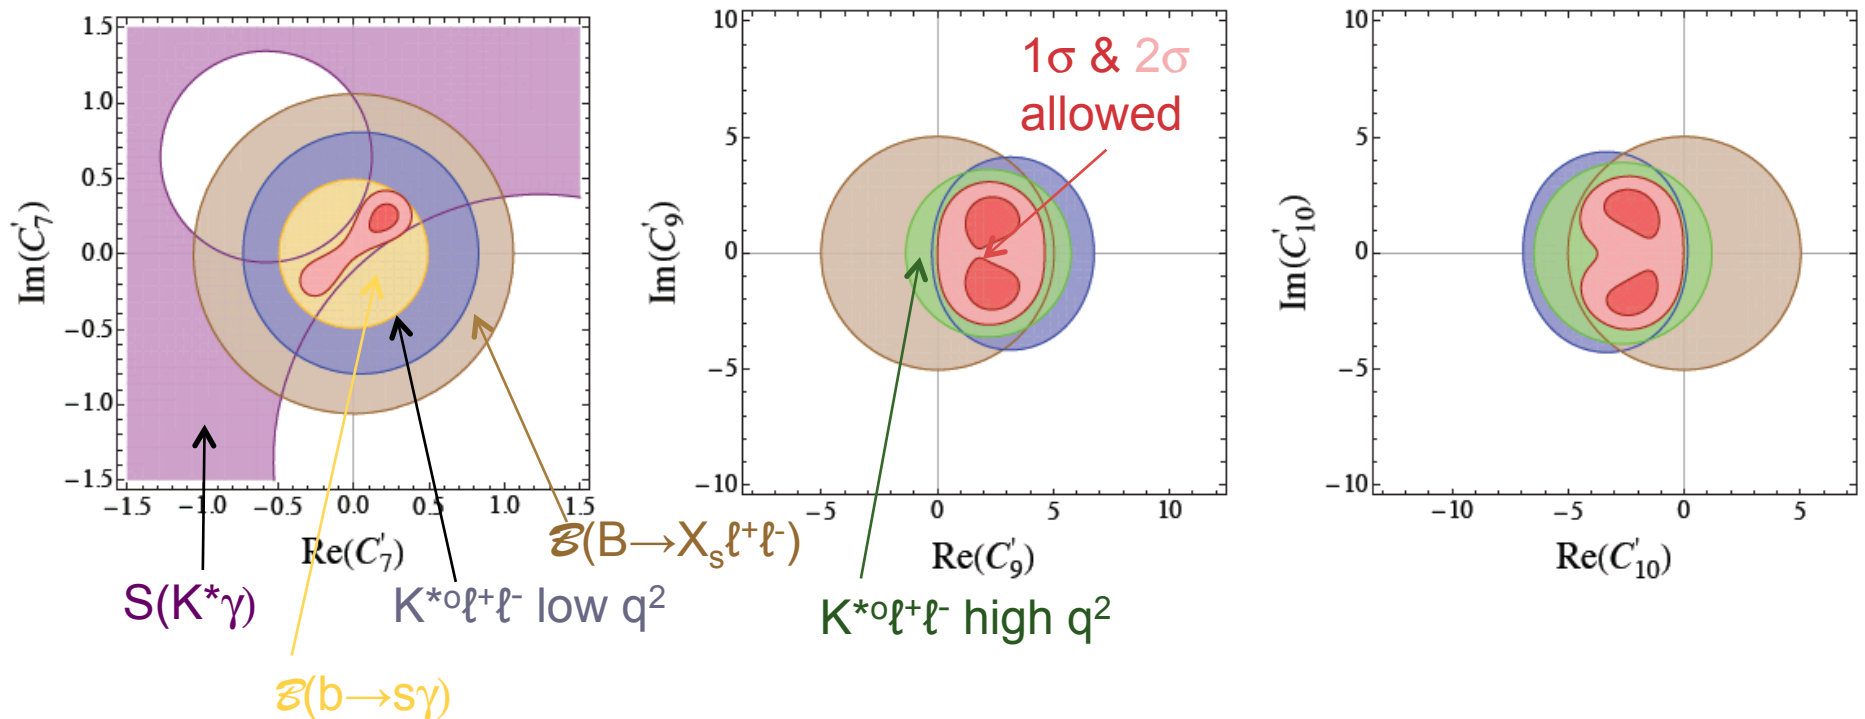 1.5
1.0
0.5
0.0
−0.5
−1.0
−1.5
Im(C'7)
−1.5 −1.0 −0.5 0.0 0.5 1.0 1.5
Re(C'7)
S(K*γ)
ℬ(b→sγ)
K*⁰ℓ⁺ℓ⁻ low q²
ℬ(B→Xₛℓ⁺ℓ⁻)
10
5
0
−5
−10
Im(C'9)
−5 0 5 10
Re(C'9)
1σ & 2σ
allowed
K*⁰ℓ⁺ℓ⁻ high q²
10
5
0
−5
−10
Im(C'10)
−10 −5 0 5
Re(C'10)